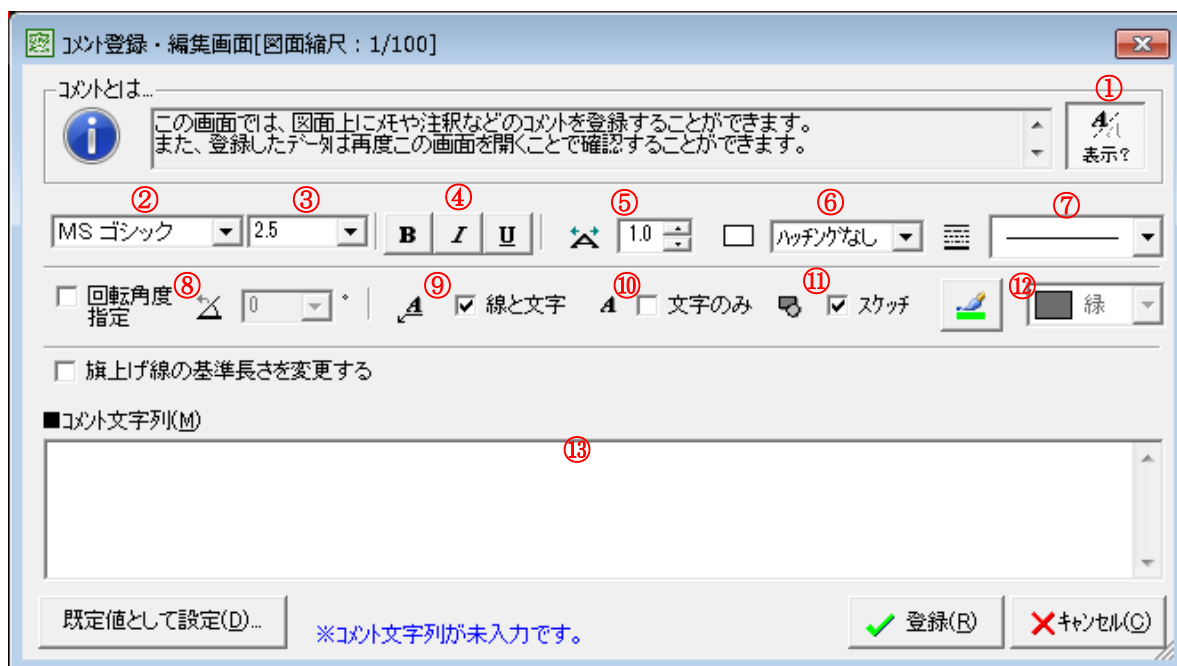 コメント登録・編集画面[図面縮尺：1/100]
コメントとは...
①
この画面では、図面上にメモや注釈などのコメントを登録することができます。
また、登録したデータは再度この画面を開くことで確認することができます。
A/
表示?
② ③ ④ ⑤ ⑥ ⑦
MS ゴシック 2.5 B I U A 1.0 ハッチングなし
回転角度
指定 ⑧ 0 ° A ⑨ 線と文字 A ⑩ 文字のみ ⑪ スケッチ ⑫ 緑
旗上げ線の基準長さを変更する
■コメント文字列(M)
⑬
既定値として設定(D)... ※コメント文字列が未入力です。 登録(R) キャンセル(C)